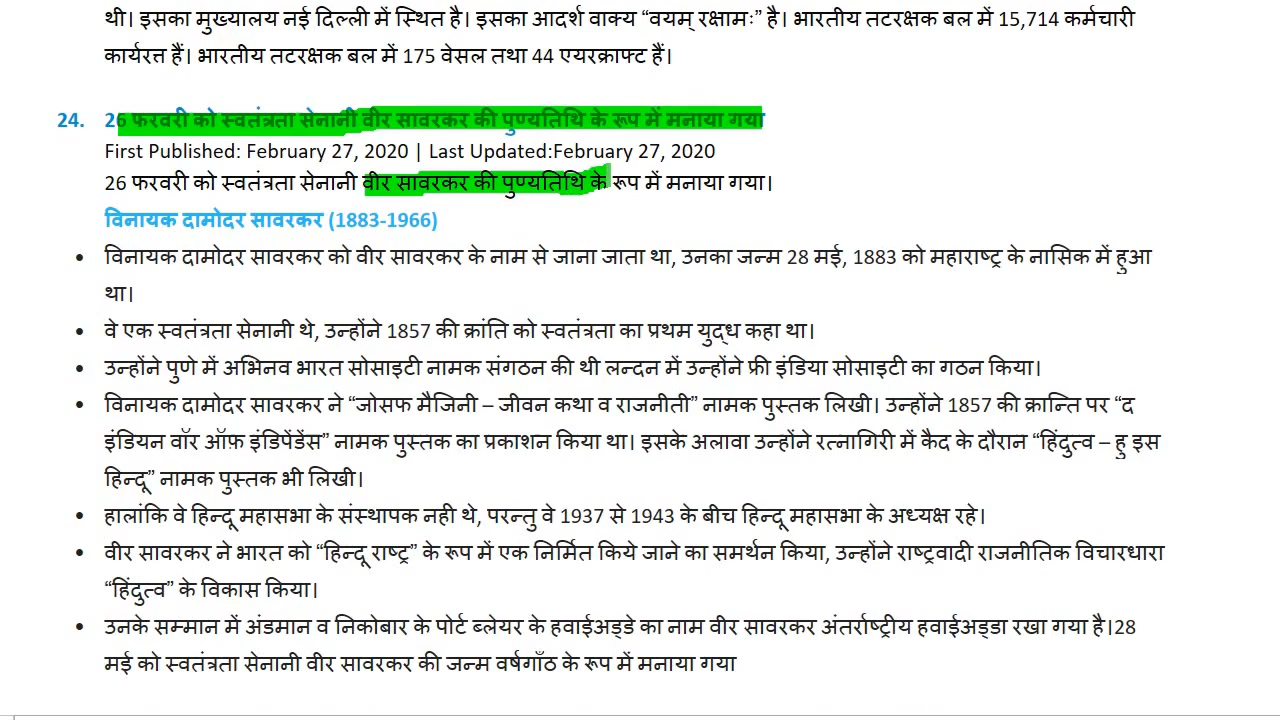 थी। इसका मुख्यालय नई दिल्ली में स्थित है। इसका आदर्श वाक्य “वयम् रक्षामः” है। भारतीय तटरक्षक बल में 15,714 कर्मचारी
कार्यरत्त हैं। भारतीय तटरक्षक बल में 175 वेसल तथा 44 एयरक्राफ्ट हैं।
24. 26 फरवरी को स्वतंत्रता सेनानी वीर सावरकर की पुण्यतिथि के रूप में मनाया गया
First Published: February 27, 2020 | Last Updated:February 27, 2020
26 फरवरी को स्वतंत्रता सेनानी वीर सावरकर की पुण्यतिथि के रूप में मनाया गया।
विनायक दामोदर सावरकर (1883-1966)
• विनायक दामोदर सावरकर को वीर सावरकर के नाम से जाना जाता था, उनका जन्म 28 मई, 1883 को महाराष्ट्र के नासिक में हुआ
था।
• वे एक स्वतंत्रता सेनानी थे, उन्होंने 1857 की क्रांति को स्वतंत्रता का प्रथम युद्ध कहा था।
• उन्होंने पुणे में अभिनव भारत सोसाइटी नामक संगठन की थी लन्दन में उन्होंने फ्री इंडिया सोसाइटी का गठन किया।
• विनायक दामोदर सावरकर ने “जोसफ मैजिनी – जीवन कथा व राजनीती” नामक पुस्तक लिखी। उन्होंने 1857 की क्रान्ति पर “द
इंडियन वॉर ऑफ़ इंडिपेंडेंस” नामक पुस्तक का प्रकाशन किया था। इसके अलावा उन्होंने रत्नागिरी में कैद के दौरान “हिंदुत्व – हु इस
हिन्दू” नामक पुस्तक भी लिखी।
• हालांकि वे हिन्दू महासभा के संस्थापक नही थे, परन्तु वे 1937 से 1943 के बीच हिन्दू महासभा के अध्यक्ष रहे।
• वीर सावरकर ने भारत को “हिन्दू राष्ट्र” के रूप में एक निर्मित किये जाने का समर्थन किया, उन्होंने राष्ट्रवादी राजनीतिक विचारधारा
“हिंदुत्व” के विकास किया।
• उनके सम्मान में अंडमान व निकोबार के पोर्ट ब्लेयर के हवाईअड्डे का नाम वीर सावरकर अंतर्राष्ट्रीय हवाईअड्डा रखा गया है।28
मई को स्वतंत्रता सेनानी वीर सावरकर की जन्म वर्षगाँठ के रूप में मनाया गया